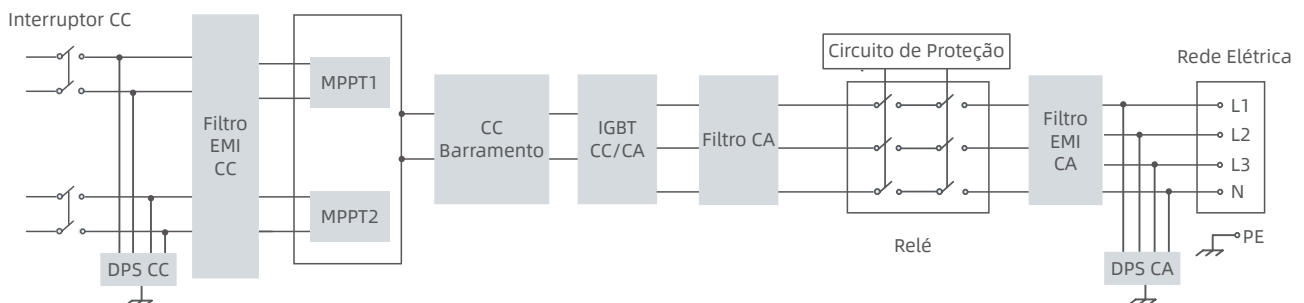 Interruptor CC
Filtro
EMI
CC
MPPT1
MPPT2
DPS CC
CC
Barramento
IGBT
CC/CA
Filtro CA
Circuito de Proteção
Relé
Filtro
EMI
CA
Rede Elétrica
L1
L2
L3
N
PE
DPS CA